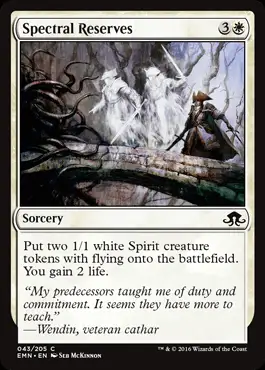 Spectral Reserves 3
Sorcery
Put two 1/1 white Spirit creature
tokens with flying onto the battlefield.
You gain 2 life.
“My predecessors taught me of duty and
commitment. It seems they have more to
teach.”
—Wendin, veteran cathar
043/205 C
EMN • EN Seb McKinnon
™ & © 2016 Wizards of the Coast